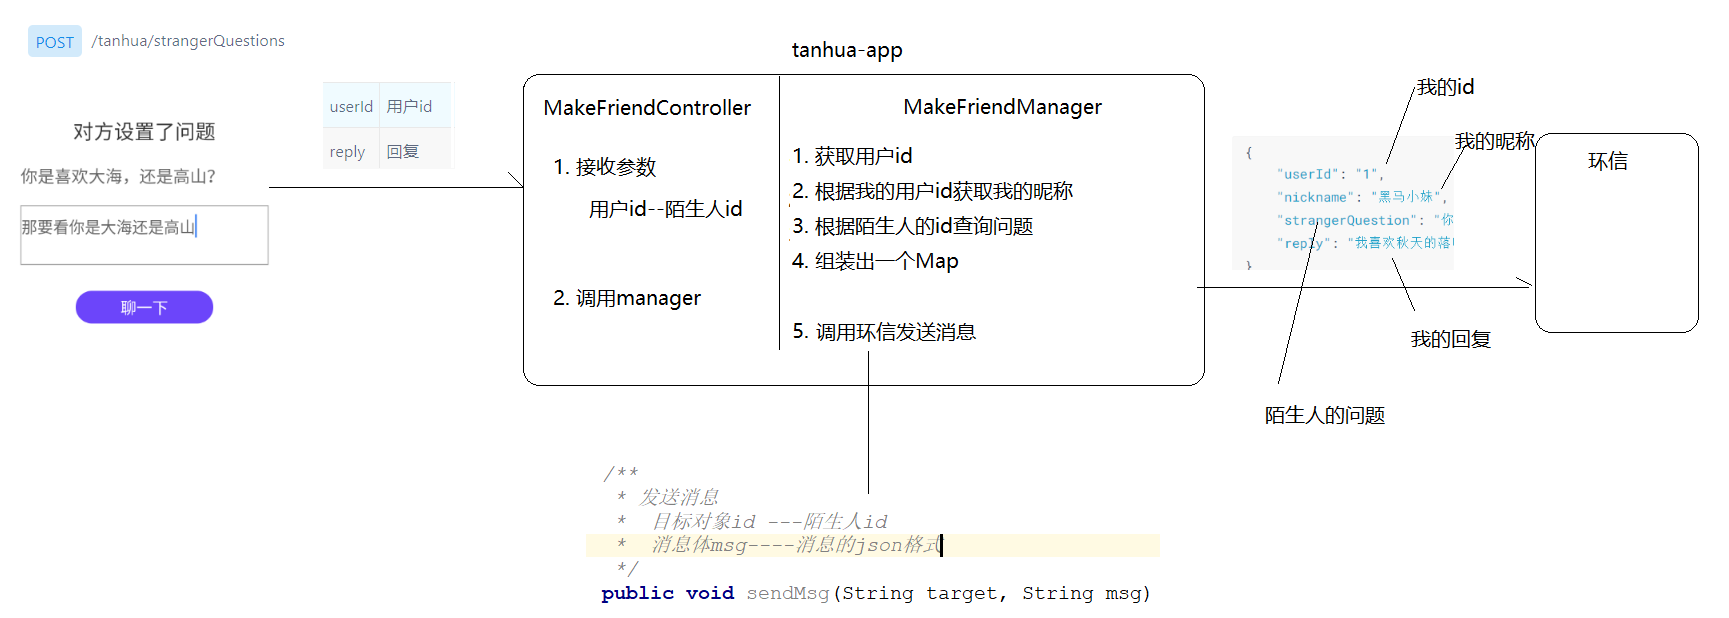 POST /tanhua/strangerQuestions
对方设置了问题
你是喜欢大海，还是高山?
那要看你是大海还是高山
聊一下
userId 用户id
reply 回复
tanhua-app
MakeFriendController
1. 接收参数
用户id--陌生人id
2. 调用manager
MakeFriendManager
1. 获取用户id
2. 根据我的用户id获取我的昵称
3. 根据陌生人的id查询问题
4. 组装出一个Map
5. 调用环信发送消息
我的id
我的昵称
{
"userId": "1",
"nickname": "黑马小妹",
"strangerQuestion": "你
"reply": "我喜欢秋天的落
}
我的回复
陌生人的问题
环信
/**
* 发送消息
* 目标对象id ---陌生人id
* 消息体msg----消息的json格式
*/
public void sendMsg(String target, String msg)